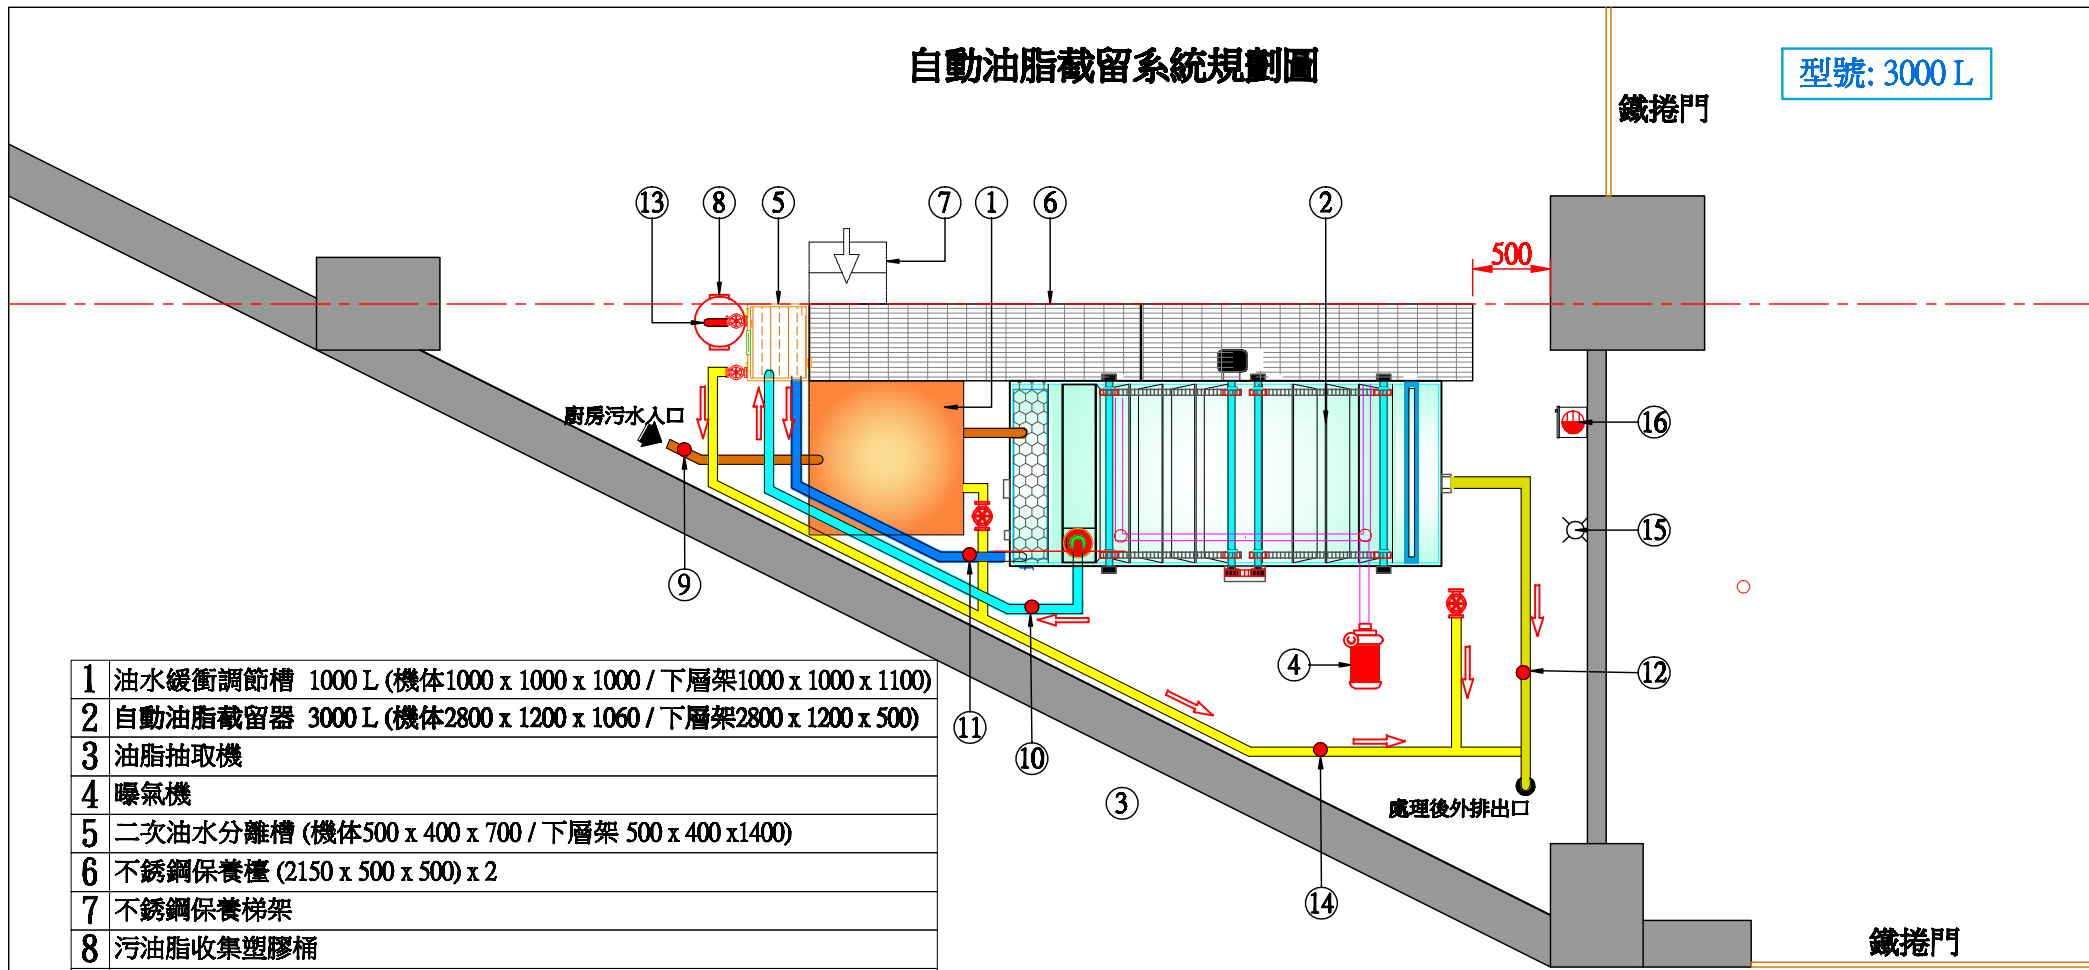 自動油脂截留系統規劃圖
型號: 3000 L
鐵捲門
13
8
5
7
1
6
2
500
廚房污水入口
16
15
9
4
12
11
10
3
處理後外排出口
14
鐵捲門
1 油水緩衝調節槽 1000 L (機体1000 x 1000 x 1000 / 下層架1000 x 1000 x 1100)
2 自動油脂截留器 3000 L (機体2800 x 1200 x 1060 / 下層架2800 x 1200 x 500)
3 油脂抽取機
4 曝氣機
5 二次油水分離槽 (機体500 x 400 x 700 / 下層架 500 x 400 x1400)
6 不銹鋼保養檯 (2150 x 500 x 500) x 2
7 不銹鋼保養梯架
8 污油脂收集塑膠桶